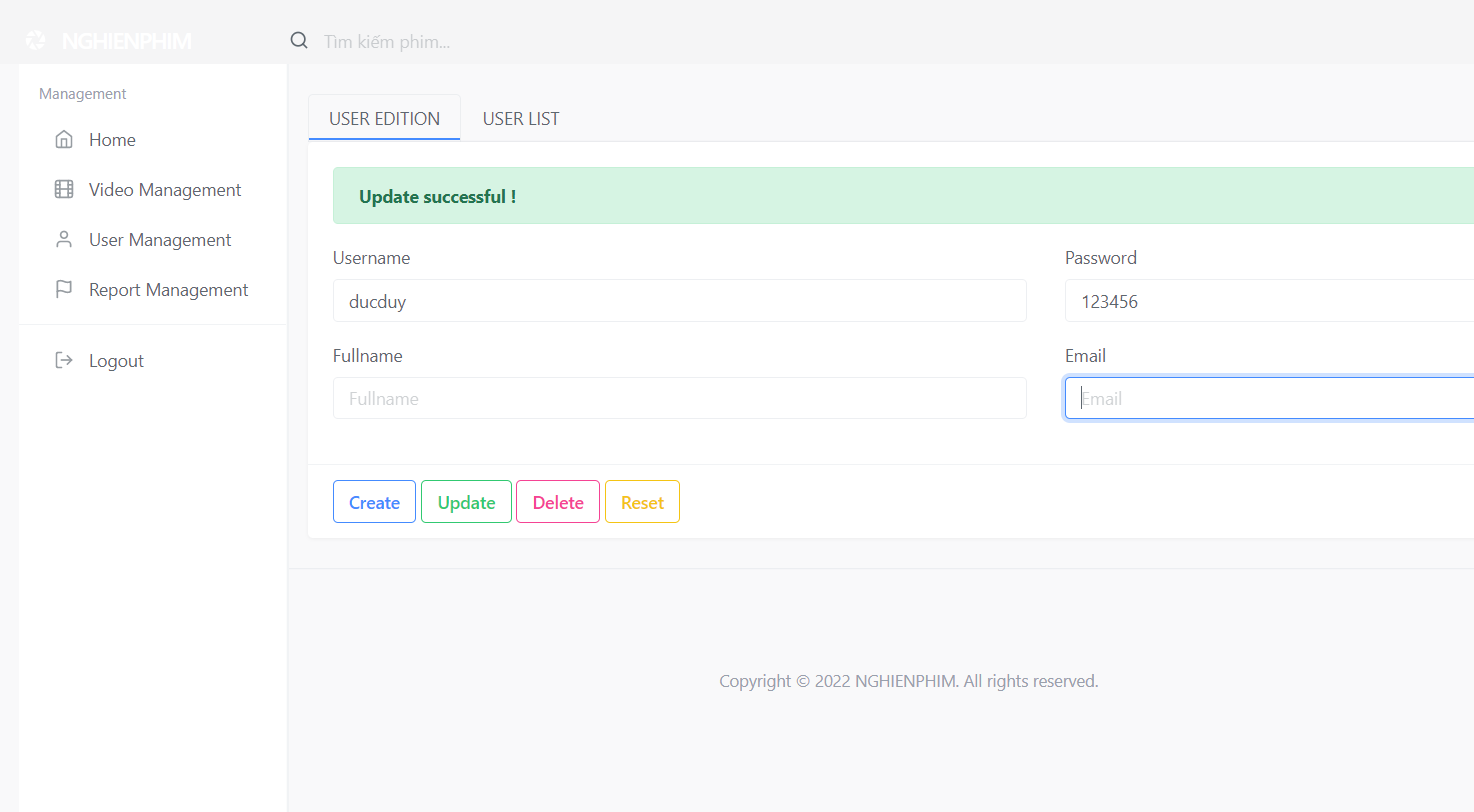 NGHIENPHIM
Tìm kiếm phim...
Management
Home
Video Management
User Management
Report Management
Logout
USER EDITION
USER LIST
Update successful !
Username
Password
ducduy
123456
Fullname
Email
Fullname
Email
Create
Update
Delete
Reset
Copyright © 2022 NGHIENPHIM. All rights reserved.